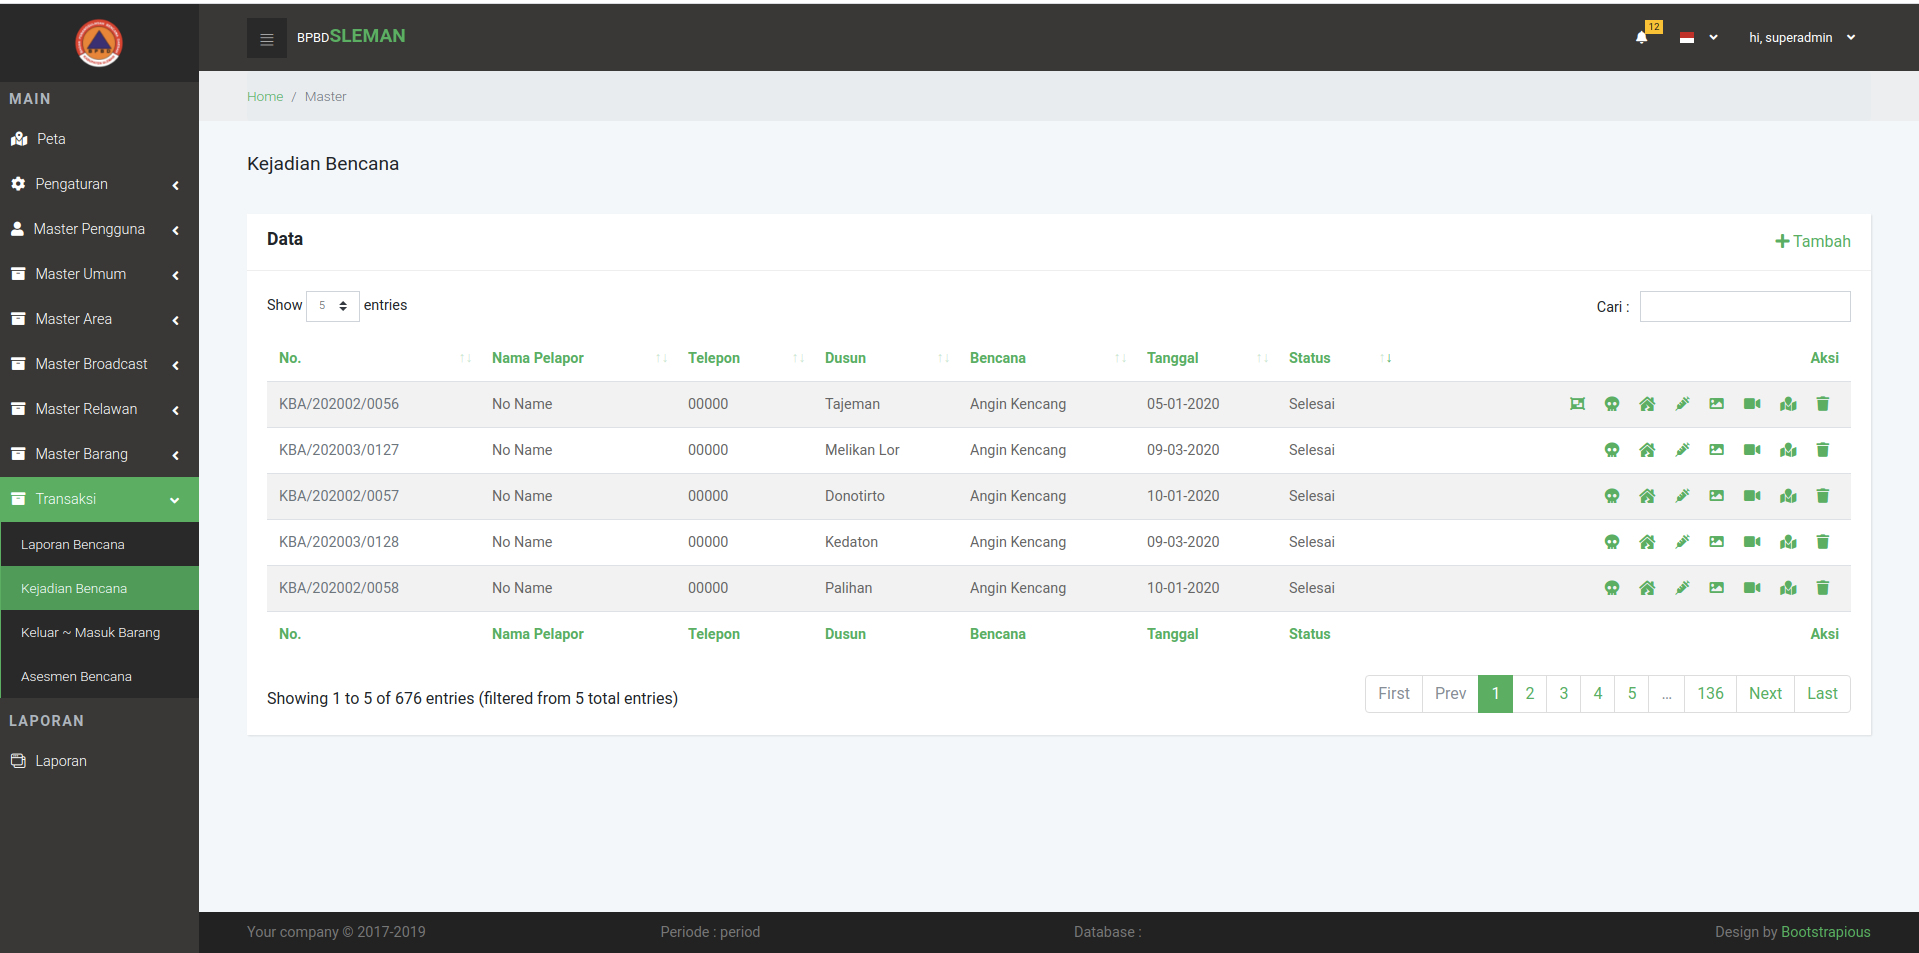 BPBDSLEMAN
12
hi, superadmin
MAIN
Peta
Pengaturan
Master Pengguna
Master Umum
Master Area
Master Broadcast
Master Relawan
Master Barang
Transaksi
Laporan Bencana
Kejadian Bencana
Keluar ~ Masuk Barang
Asesmen Bencana
LAPORAN
Laporan
Home / Master
Kejadian Bencana
Data
Tambah
Show 5 entries
Cari :
No. Nama Pelapor Telepon Dusun Bencana Tanggal Status Aksi
KBA/202002/0056 No Name 00000 Tajeman Angin Kencang 05-01-2020 Selesai
KBA/202003/0127 No Name 00000 Melikan Lor Angin Kencang 09-03-2020 Selesai
KBA/202002/0057 No Name 00000 Donotirto Angin Kencang 10-01-2020 Selesai
KBA/202003/0128 No Name 00000 Kedaton Angin Kencang 09-03-2020 Selesai
KBA/202002/0058 No Name 00000 Palihan Angin Kencang 10-01-2020 Selesai
No. Nama Pelapor Telepon Dusun Bencana Tanggal Status Aksi
Showing 1 to 5 of 676 entries (filtered from 5 total entries)
First Prev 1 2 3 4 5 ... 136 Next Last
Your company © 2017-2019 Periode : period Database : Design by Bootstrapious